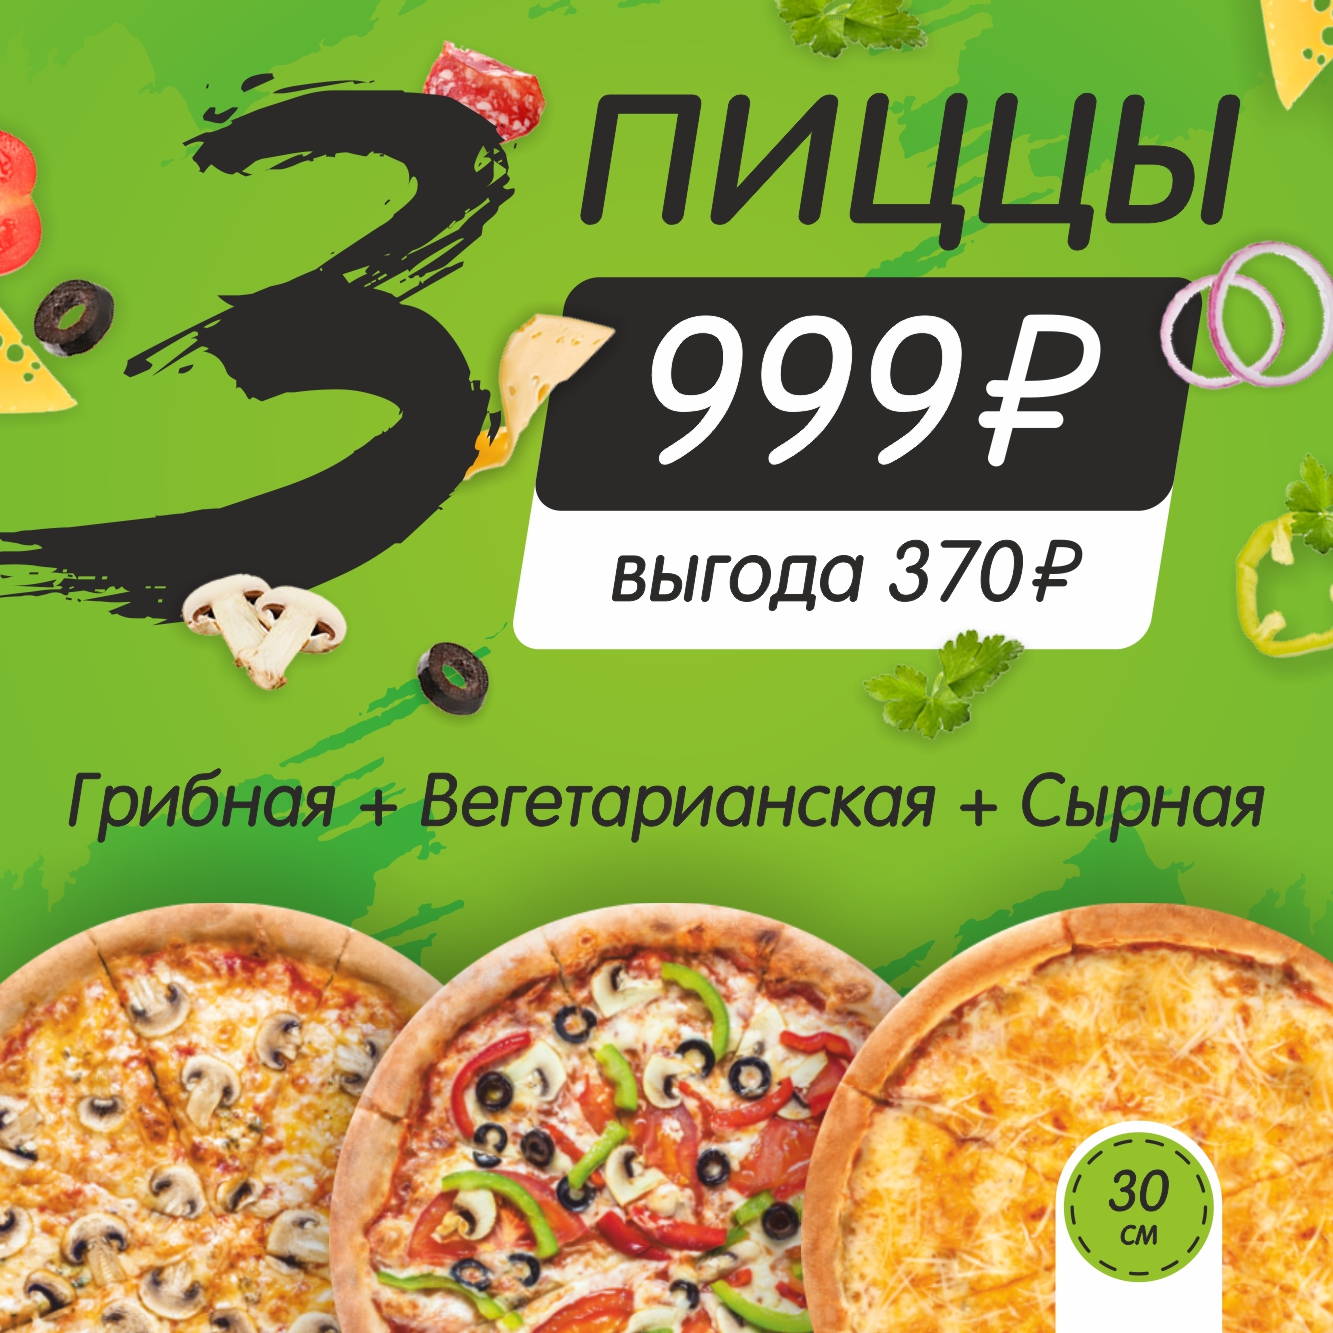 3 ПИЦЦЫ
999₽
выгода 370₽
Грибная + Вегетарианская + Сырная
30
см